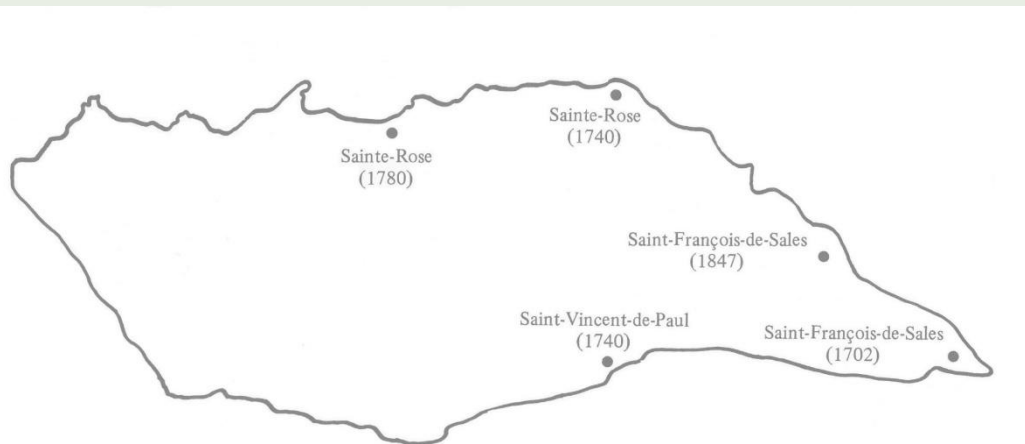 Sainte-Rose
(1740)
Sainte-Rose
(1780)
Saint-François-de-Sales
(1847)
Saint-Vincent-de-Paul
(1740)
Saint-François-de-Sales
(1702)